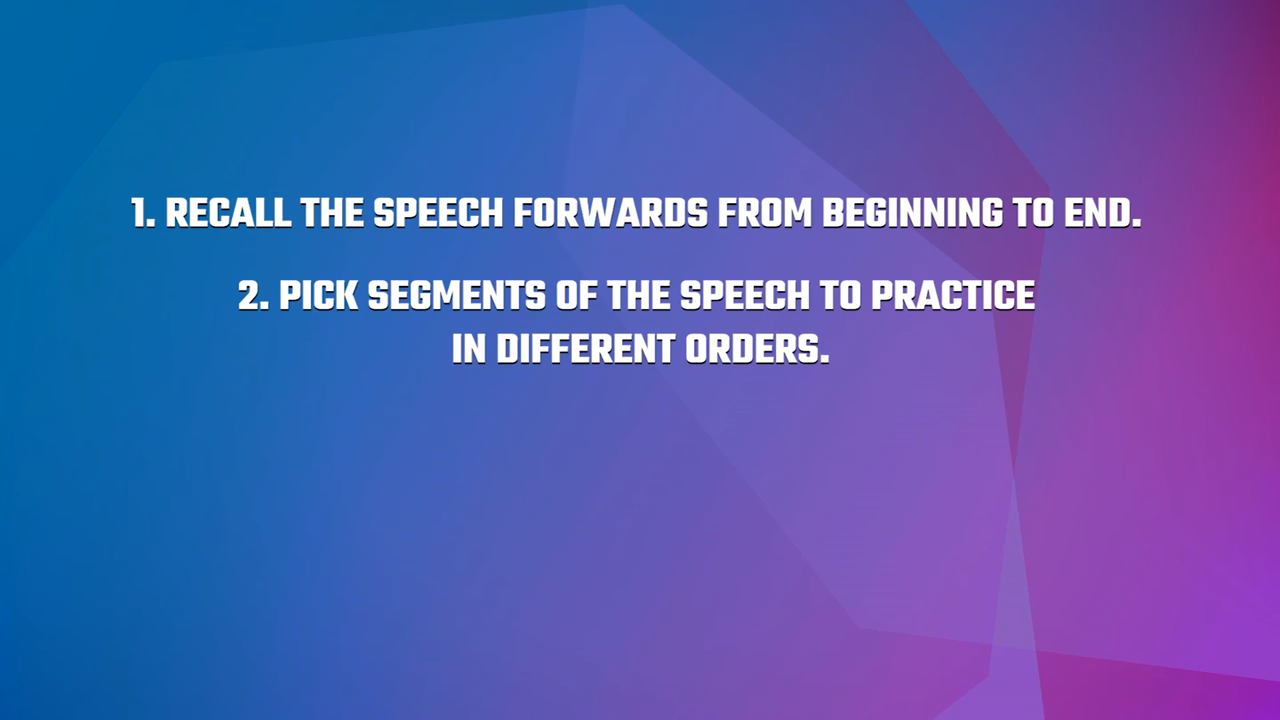 1. RECALL THE SPEECH FORWARDS FROM BEGINNING TO END.
2. PICK SEGMENTS OF THE SPEECH TO PRACTICE
IN DIFFERENT ORDERS.